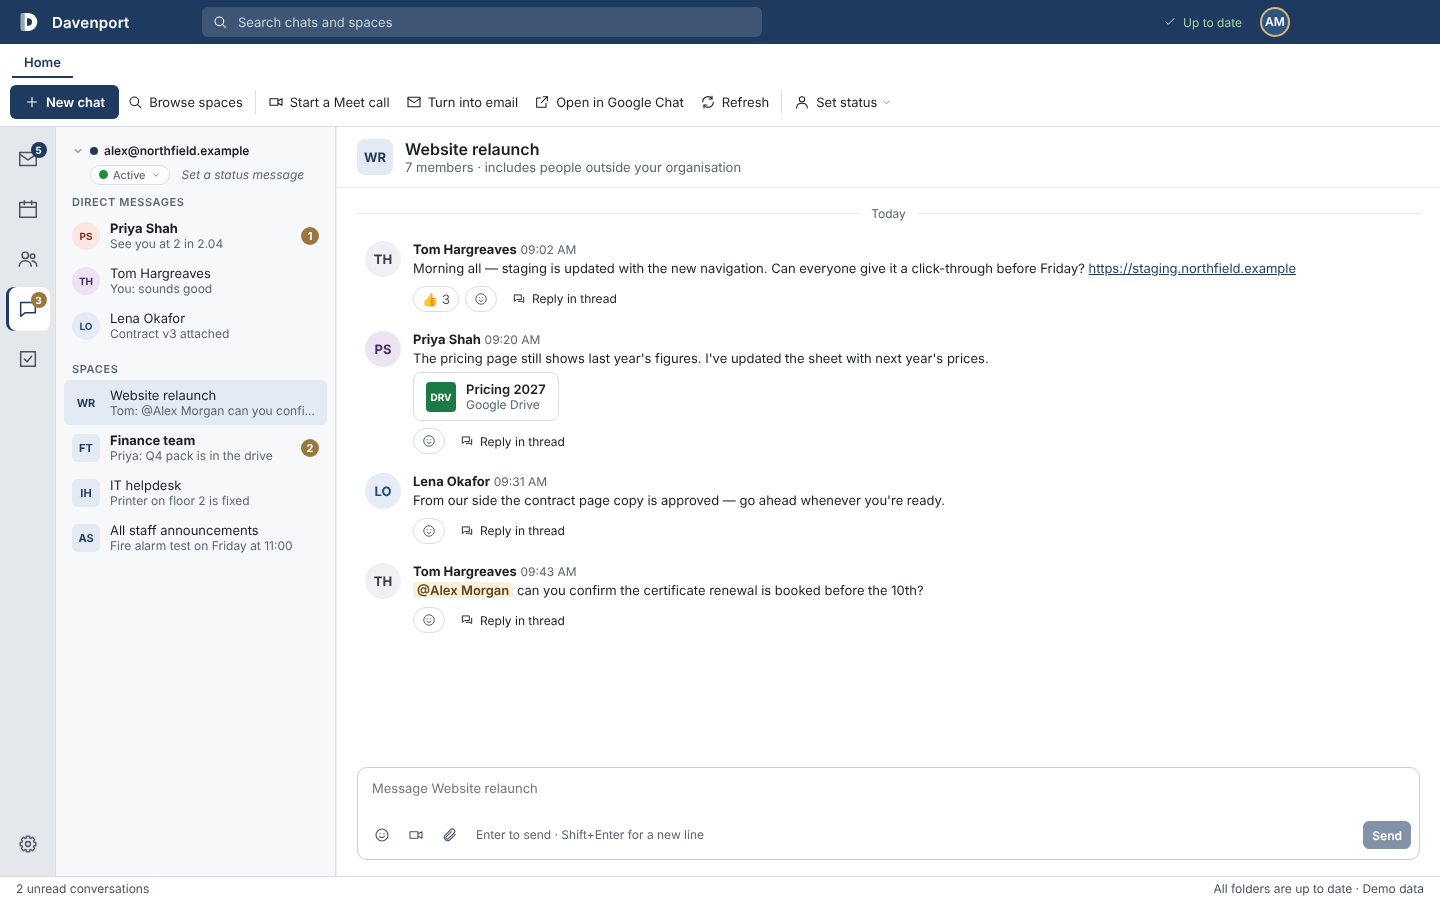 Davenport
Search chats and spaces
Up to date
AM
Home
New chat
Browse spaces
Start a Meet call
Turn into email
Open in Google Chat
Refresh
Set status
5
3
alex@northfield.example
Active
Set a status message
DIRECT MESSAGES
PS
Priya Shah
See you at 2 in 2.04
1
TH
Tom Hargreaves
You: sounds good
LO
Lena Okafor
Contract v3 attached
SPACES
WR
Website relaunch
Tom: @Alex Morgan can you confi...
FT
Finance team
Priya: Q4 pack is in the drive
2
IH
IT helpdesk
Printer on floor 2 is fixed
AS
All staff announcements
Fire alarm test on Friday at 11:00
WR
Website relaunch
7 members · includes people outside your organisation
Today
TH
Tom Hargreaves 09:02 AM
Morning all — staging is updated with the new navigation. Can everyone give it a click-through before Friday? https://staging.northfield.example
👍 3
Reply in thread
PS
Priya Shah 09:20 AM
The pricing page still shows last year's figures. I've updated the sheet with next year's prices.
DRV
Pricing 2027
Google Drive
Reply in thread
LO
Lena Okafor 09:31 AM
From our side the contract page copy is approved — go ahead whenever you're ready.
Reply in thread
TH
Tom Hargreaves 09:43 AM
@Alex Morgan can you confirm the certificate renewal is booked before the 10th?
Reply in thread
Message Website relaunch
Enter to send · Shift+Enter for a new line
Send
2 unread conversations
All folders are up to date · Demo data